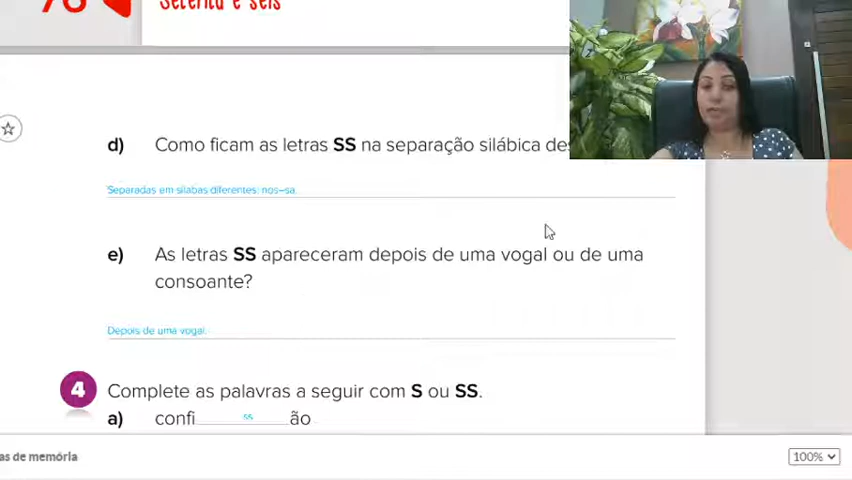 Setenta e seis
d) Como ficam as letras SS na separação silábica
Separadas em sílabas diferentes: nos–sa.
e) As letras SS apareceram depois de uma vogal ou de uma
consoante?
Depois de uma vogal.
4 Complete as palavras a seguir com S ou SS.
a) confi ss ão
as de memória
100%